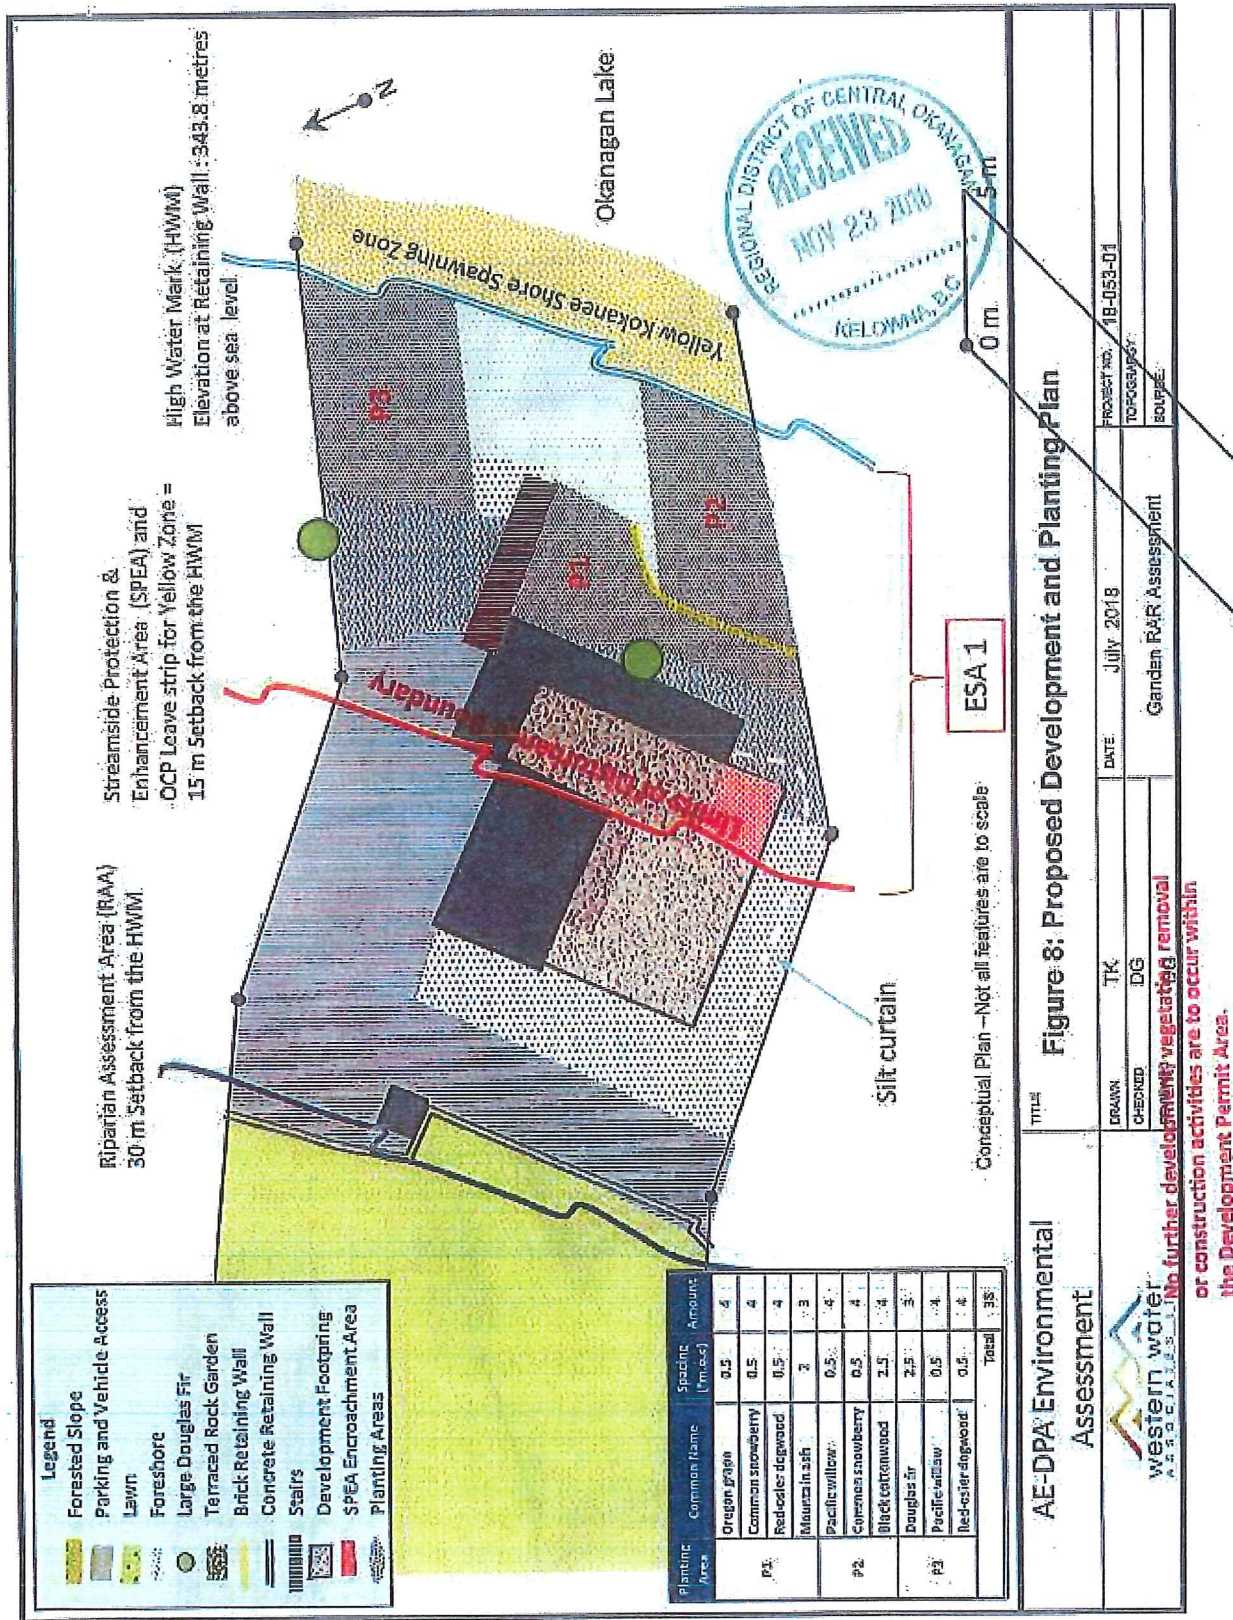 Riparian Assessment Area (RAA)
30 m Setback from the HWM
Streamside Protection &
Enhancement Area (SPEA) and
OCP Leave strip for Yellow Zone =
15 m Setback from the HWM
High Water Mark (HWM)
Elevation at Retaining Wall: 343.8 metres
above sea level
N
Okanagan Lake
Yellow Kokanee Shore Spawning Zone
P3
P1
P2
Boundary
ESA 1
Silt curtain
Conceptual Plan – Not all features are to scale
0 m
5 m
REGIONAL DISTRICT OF CENTRAL OKANAGAN
RECEIVED
NOV 23 2018
KELOWNA, B.C
Legend
Forested Slope
Parking and Vehicle Access
Lawn
Foreshore
Large Douglas Fir
Terraced Rock Garden
Brick Retaining Wall
Concrete Retaining Wall
Stairs
Development Footpring
SPEA Encroachment Area
Planting Areas
Planting Area Common Name Spacing Amount
P1 Oregon grape 0.5 4
Common snowberry 0.5 4
Red-osier dogwood 0.5 4
Mountain ash 2 3
P2 Pacific willow 0.5 4
Common snowberry 0.5 4
Black cottonwood 2.5 4
P3 Douglas fir 2.5 3
Pacific willow 0.5 4
Red-osier dogwood 0.5 4
Total 38
AE-DPA Environmental
Assessment
western water
ASSOCIATES
TITLE
Figure 8: Proposed Development and Planting Plan
DRAWN TK
CHECKED DG
DATE July 2018
Ganden RAR Assessment
PROJECT NO. 18-053-01
TOPOGRAPHY
SOURCE
No further development, vegetation removal
or construction activities are to occur within
the Development Permit Area.